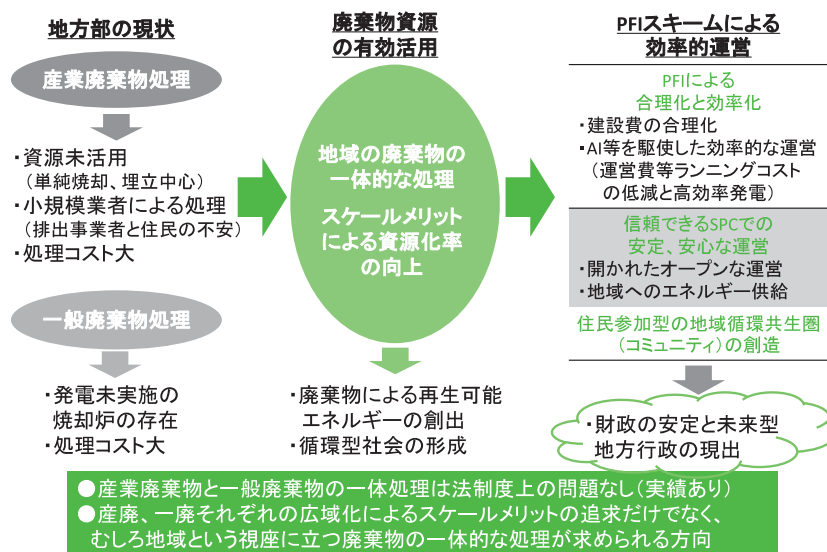 地方部の現状
産業廃棄物処理
・資源未活用
(単純焼却、埋立中心)
・小規模業者による処理
(排出事業者と住民の不安)
・処理コスト大
一般廃棄物処理
・発電未実施の
焼却炉の存在
・処理コスト大
廃棄物資源
の有効活用
地域の廃棄物の
一体的な処理
スケールメリット
による資源化率
の向上
・廃棄物による再生可能
エネルギーの創出
・循環型社会の形成
PFIスキームによる
効率的運営
PFIによる
合理化と効率化
・建設費の合理化
・AI等を駆使した効率的な運営
(運営費等ランニングコスト
の低減と高効率発電)
信頼できるSPCでの
安定、安心な運営
・開かれたオープンな運営
・地域へのエネルギー供給
住民参加型の地域循環共生圏
(コミュニティ)の創造
・財政の安定と未来型
地方行政の現出
●産業廃棄物と一般廃棄物の一体処理は法制度上の問題なし(実績あり)
●産廃、一廃それぞれの広域化によるスケールメリットの追求だけでなく、
むしろ地域という視座に立つ廃棄物の一体的な処理が求められる方向